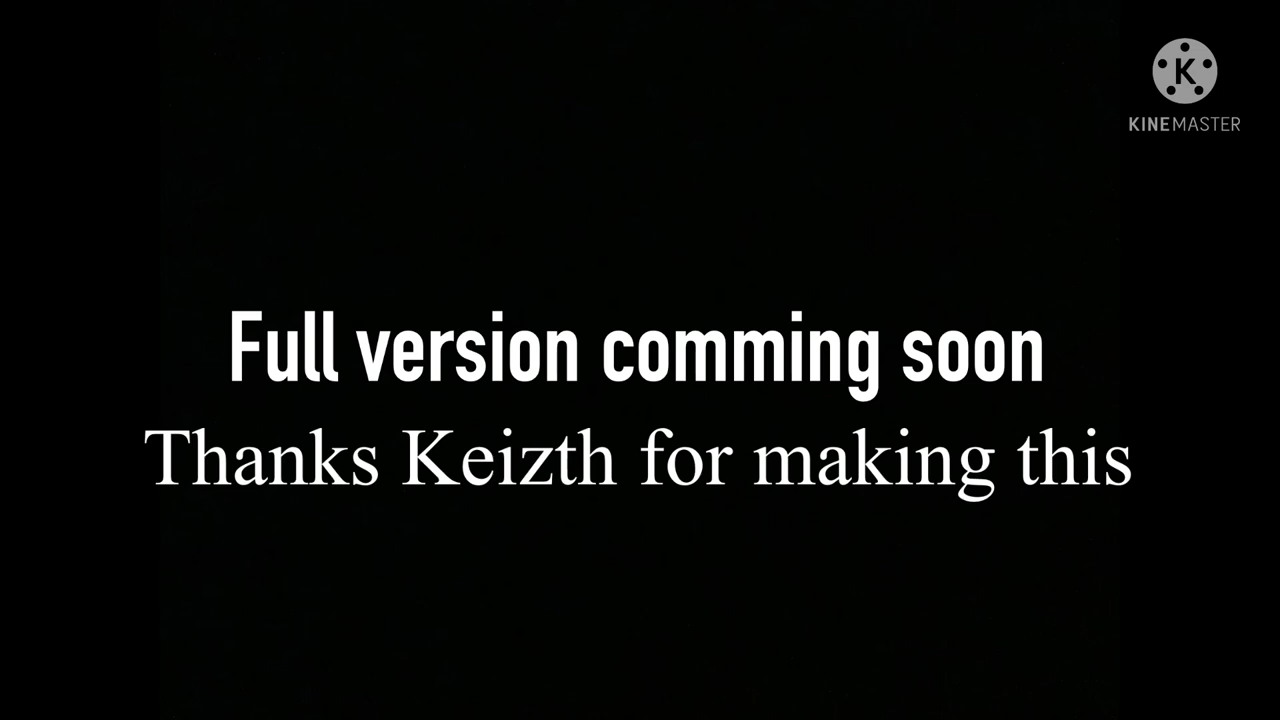 K
KINEMASTER
Full version comming soon
Thanks Keizth for making this